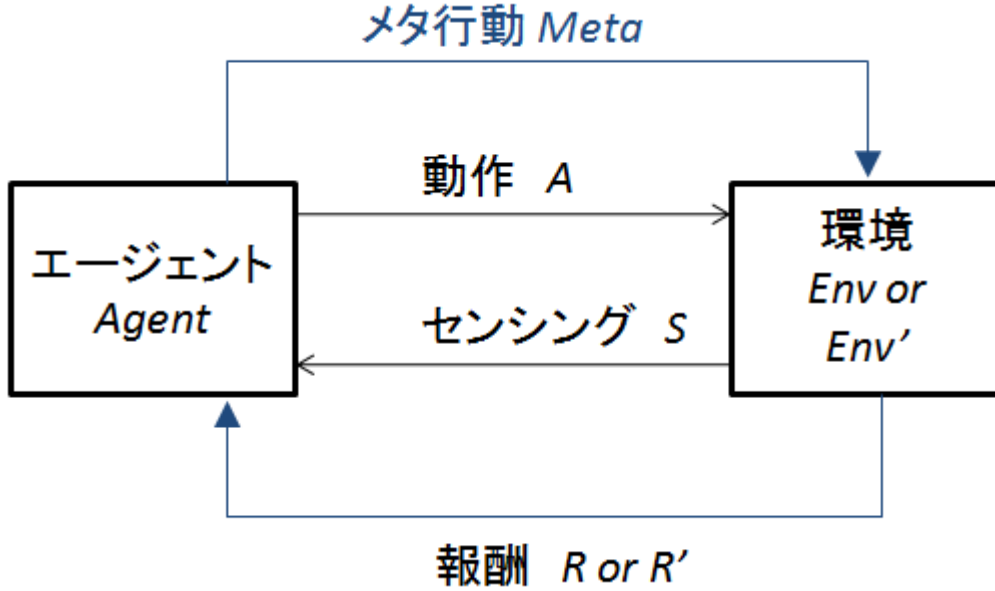 メタ行動 Meta
動作 A
エージェント
Agent
環境
Env or
Env’
センシング S
報酬 R or R’